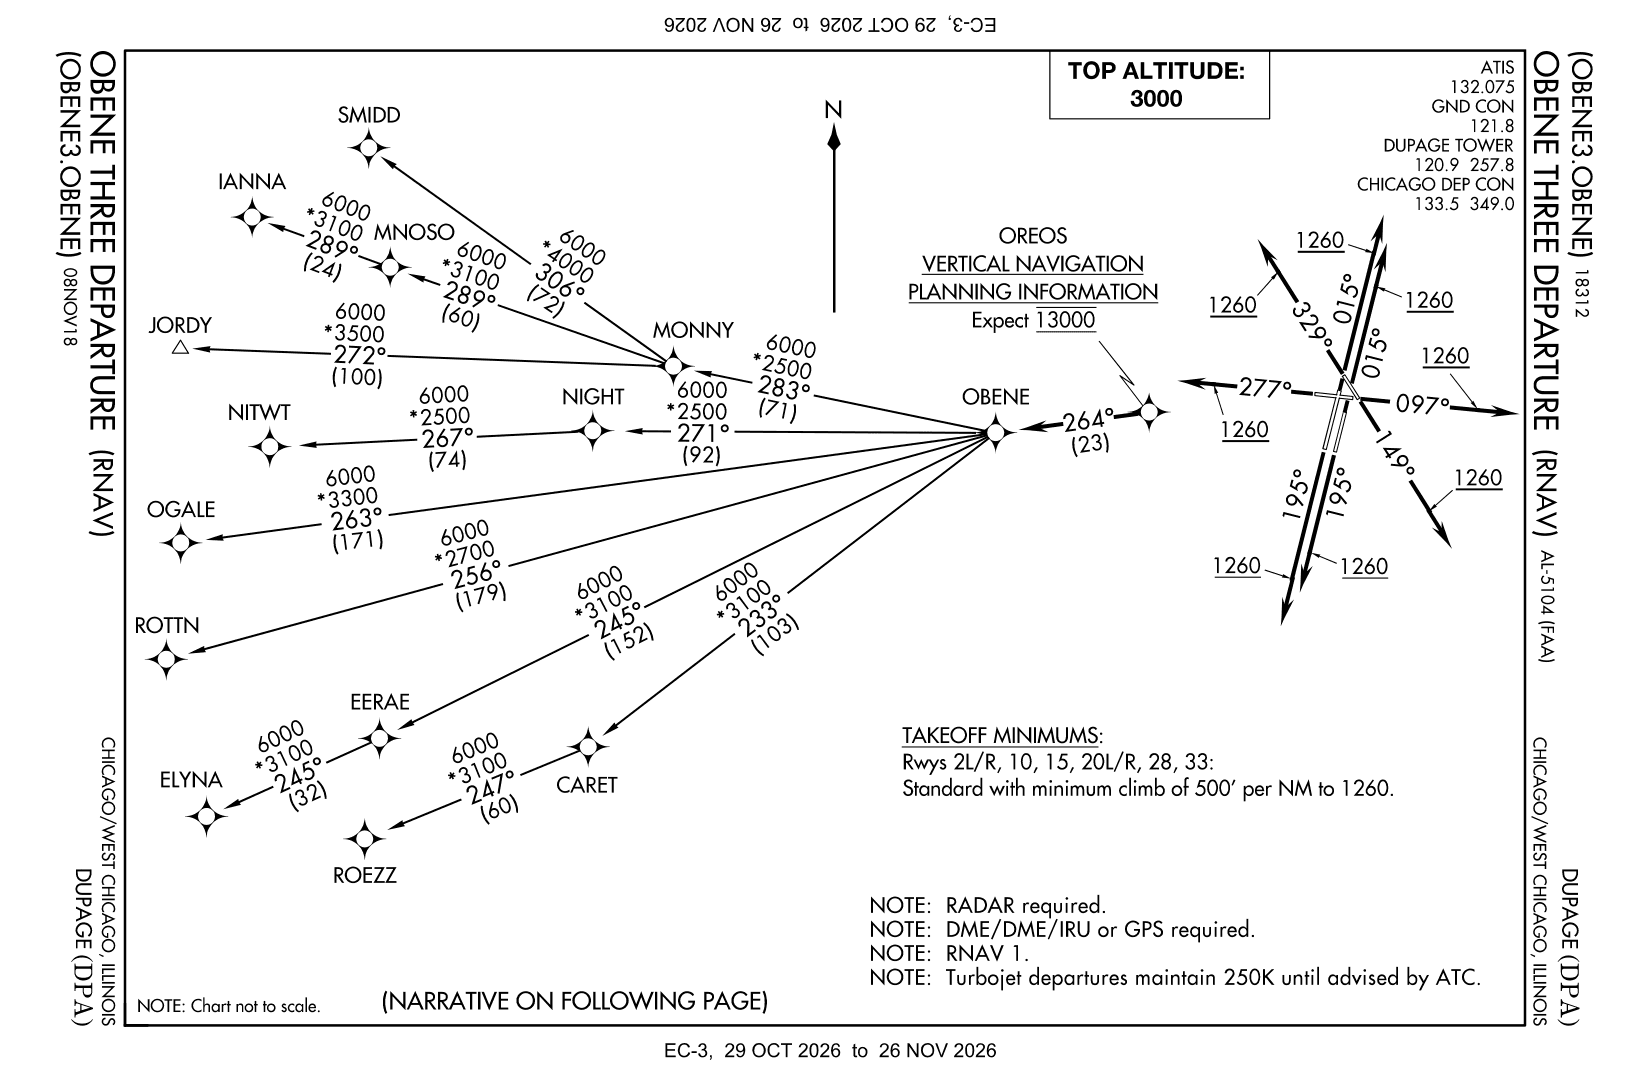 EC-3, 29 OCT 2026 to 26 NOV 2026
(OBENE3.OBENE) 08NOV18
OBENE THREE DEPARTURE (RNAV)
CHICAGO/WEST CHICAGO, ILLINOIS
DUPAGE (DPA)
(OBENE3.OBENE) 18312
OBENE THREE DEPARTURE (RNAV) AL-5104 (FAA)
CHICAGO/WEST CHICAGO, ILLINOIS
DUPAGE (DPA)
TOP ALTITUDE:
3000
ATIS
132.075
GND CON
121.8
DUPAGE TOWER
120.9 257.8
CHICAGO DEP CON
133.5 349.0
N
SMIDD
IANNA
6000
*3100
289°
(24)
MNOSO
6000
*3100
289°
(60)
6000
*4000
306°
(72)
JORDY
6000
*3500
272°
(100)
MONNY
6000
*2500
283°
(71)
NITWT
6000
*2500
267°
(74)
NIGHT
6000
*2500
271°
(92)
OBENE
264°
(23)
OREOS
VERTICAL NAVIGATION
PLANNING INFORMATION
Expect 13000
OGALE
6000
*3300
263°
(171)
ROTTN
6000
*2700
256°
(179)
6000
*3100
245°
(152)
6000
*3100
233°
(103)
EERAE
ELYNA
6000
*3100
245°
(32)
CARET
6000
*3100
247°
(60)
ROEZZ
1260
015°
1260
015°
1260
329°
1260
097°
1260
277°
1260
149°
1260
195°
1260
195°
TAKEOFF MINIMUMS:
Rwys 2L/R, 10, 15, 20L/R, 28, 33:
Standard with minimum climb of 500′ per NM to 1260.
NOTE: RADAR required.
NOTE: DME/DME/IRU or GPS required.
NOTE: RNAV 1.
NOTE: Turbojet departures maintain 250K until advised by ATC.
NOTE: Chart not to scale.
(NARRATIVE ON FOLLOWING PAGE)
EC-3, 29 OCT 2026 to 26 NOV 2026